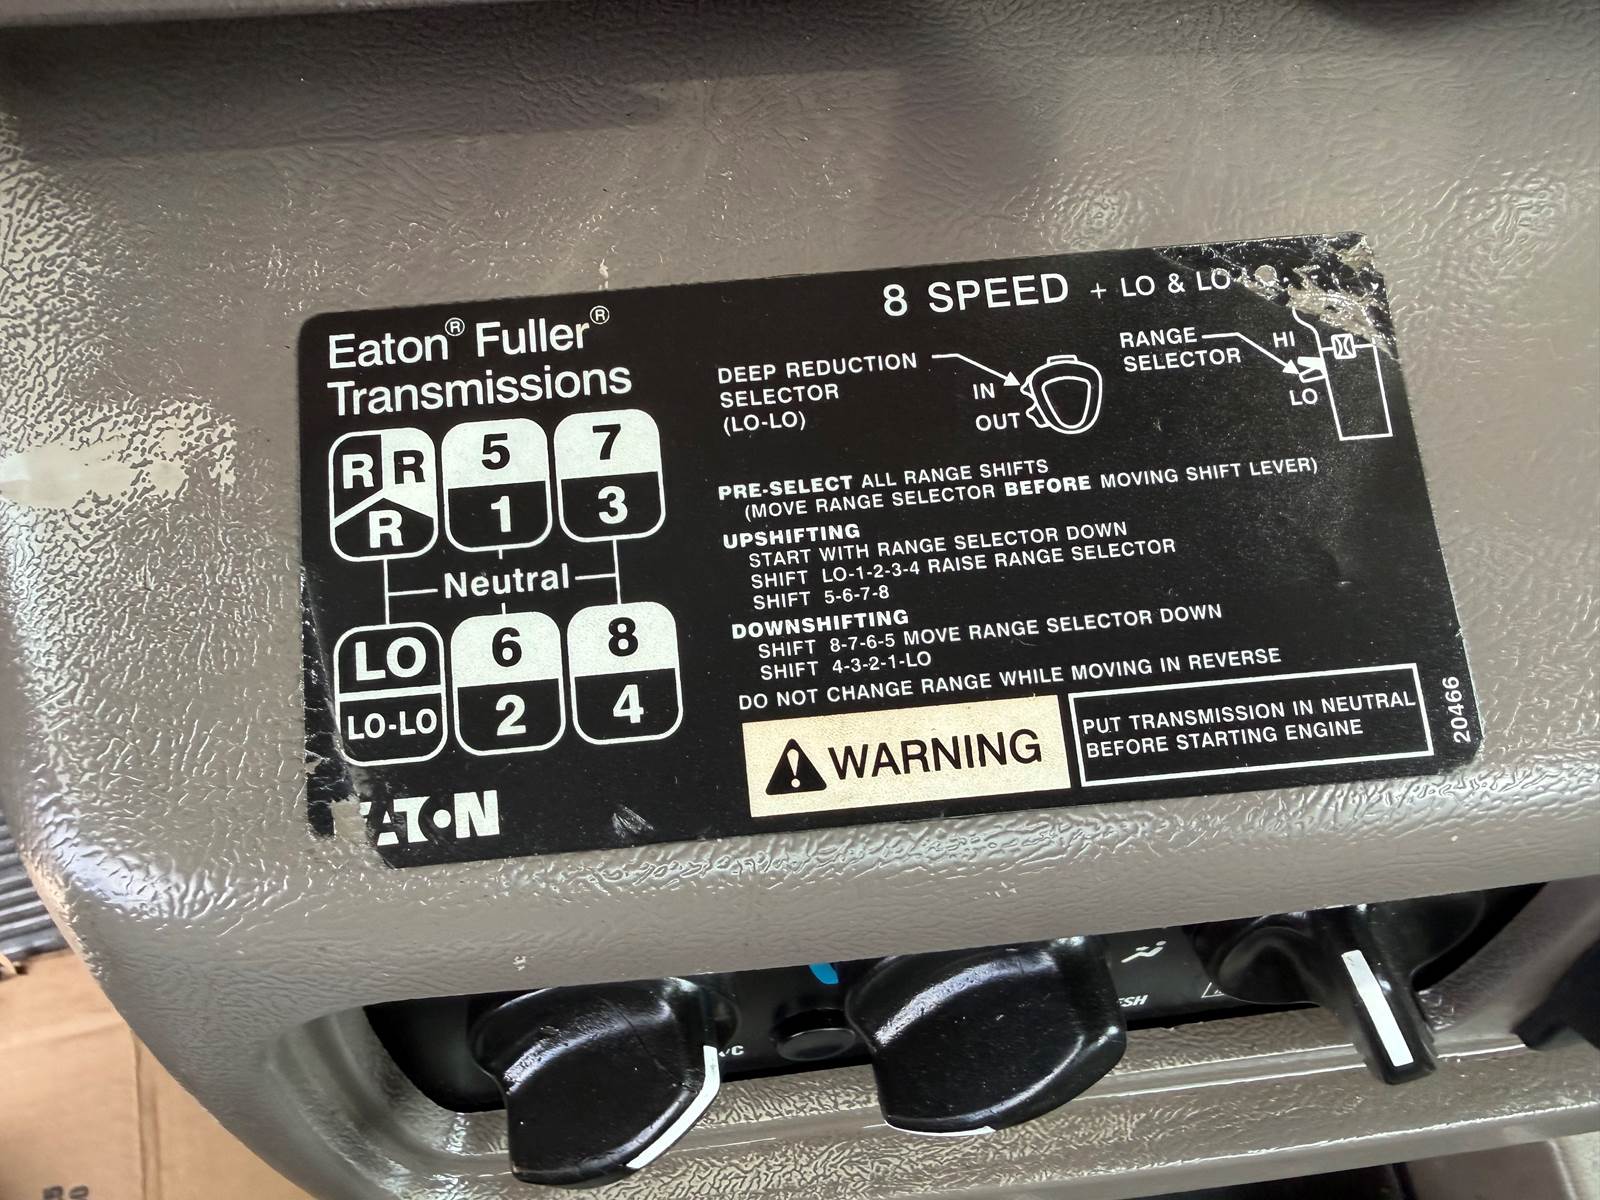 8 SPEED + LO & LO
Eaton® Fuller®
Transmissions
R R
R
5
1
7
3
Neutral
LO
LO-LO
6
2
8
4
EATON
DEEP REDUCTION
SELECTOR
(LO-LO)
IN
OUT
RANGE
SELECTOR
HI
LO
PRE-SELECT ALL RANGE SHIFTS
(MOVE RANGE SELECTOR BEFORE MOVING SHIFT LEVER)
UPSHIFTING
START WITH RANGE SELECTOR DOWN
SHIFT LO-1-2-3-4 RAISE RANGE SELECTOR
SHIFT 5-6-7-8
DOWNSHIFTING
SHIFT 8-7-6-5 MOVE RANGE SELECTOR DOWN
SHIFT 4-3-2-1-LO
DO NOT CHANGE RANGE WHILE MOVING IN REVERSE
WARNING
PUT TRANSMISSION IN NEUTRAL
BEFORE STARTING ENGINE
20466